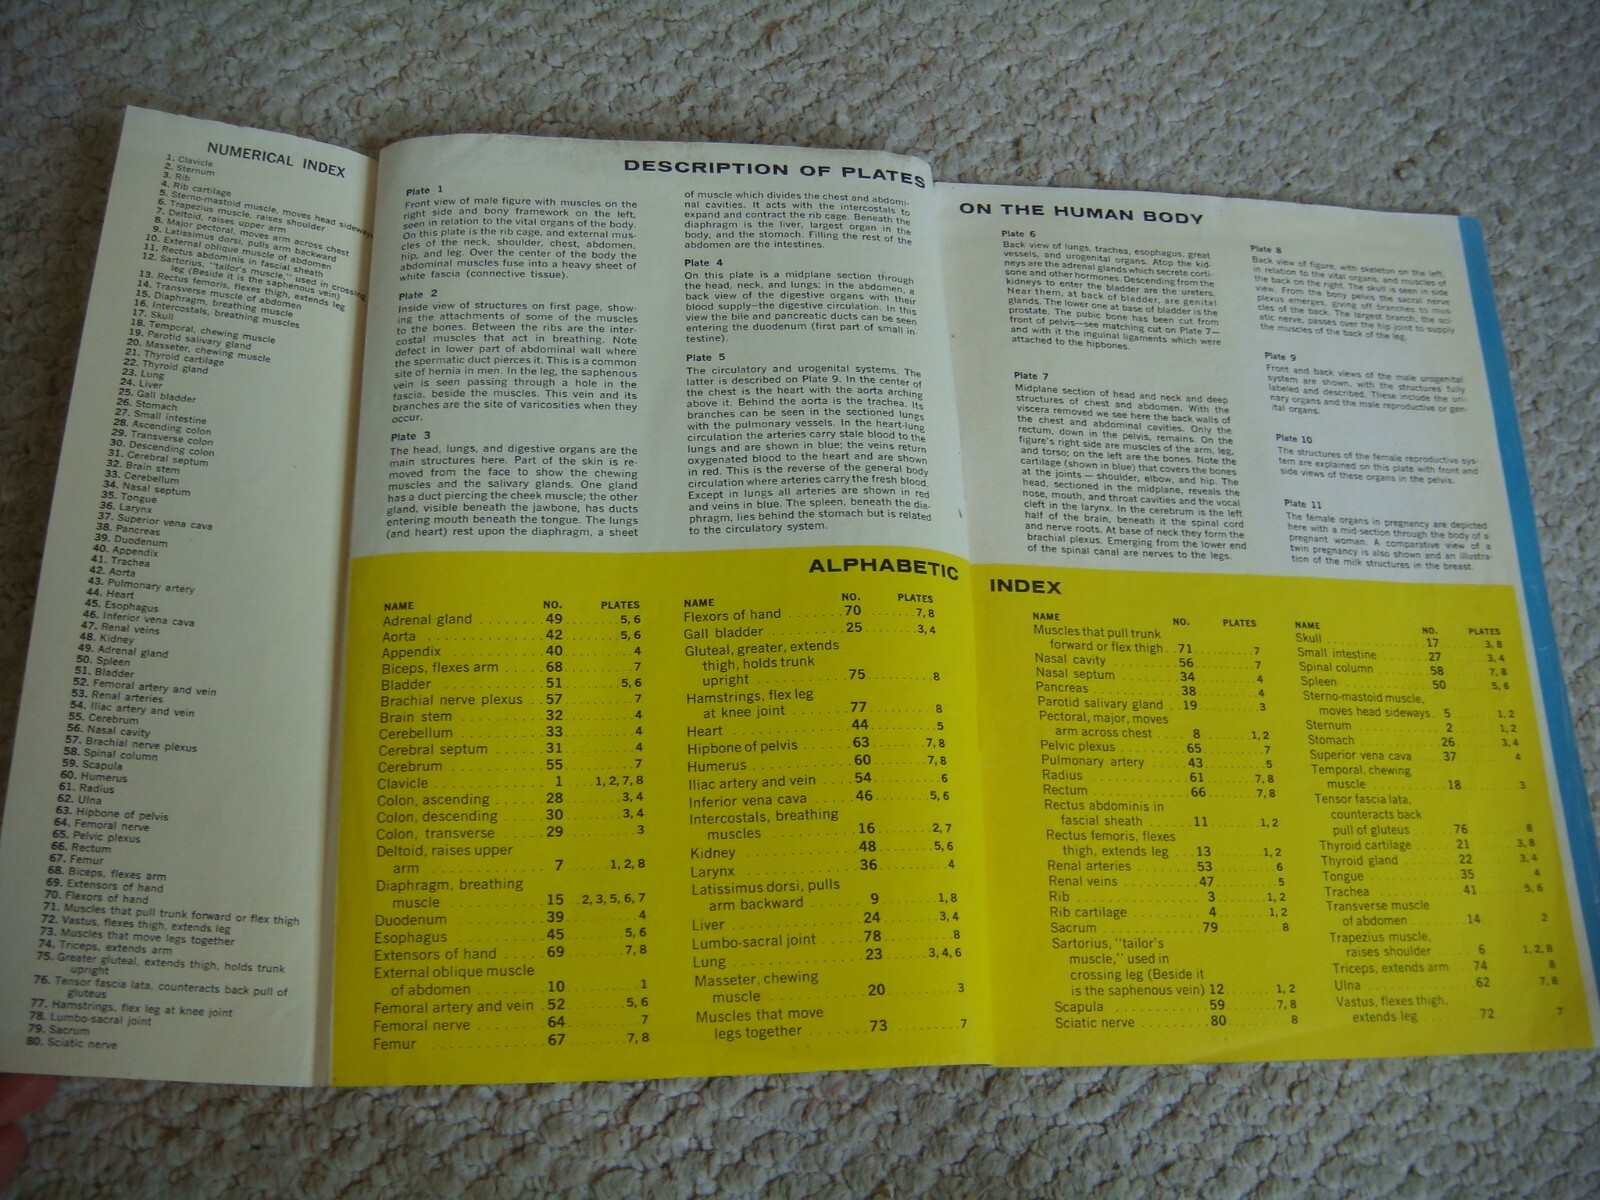 NUMERICAL INDEX
1. Clavicle
2. Sternum
3. Rib
4. Rib cartilage
5. Sterno-mastoid muscle, moves head sideways
6. Trapezius muscle, raises shoulder
7. Deltoid, raises upper arm
8. Major pectoral, moves arm across chest
9. Latissimus dorsi, pulls arm backward
10. External oblique muscle of abdomen
11. Rectus abdominis in fascial sheath
12. Sartorius, "tailor's muscle," used in crossing
leg (Beside it is the saphenous vein)
13. Rectus femoris, flexes thigh, extends leg
14. Transverse muscle of abdomen
15. Diaphragm, breathing muscle
16. Intercostals, breathing muscles
17. Skull
18. Temporal, chewing muscle
19. Parotid salivary gland
20. Masseter, chewing muscle
21. Thyroid cartilage
22. Thyroid gland
23. Lung
24. Liver
25. Gall bladder
26. Stomach
27. Small intestine
28. Ascending colon
29. Transverse colon
30. Descending colon
31. Cerebral septum
32. Brain stem
33. Cerebellum
34. Nasal septum
35. Tongue
36. Larynx
37. Superior vena cava
38. Pancreas
39. Duodenum
40. Appendix
41. Trachea
42. Aorta
43. Pulmonary artery
44. Heart
45. Esophagus
46. Inferior vena cava
47. Renal veins
48. Kidney
49. Adrenal gland
50. Spleen
51. Bladder
52. Femoral artery and vein
53. Renal arteries
54. Iliac artery and vein
55. Cerebrum
56. Nasal cavity
57. Brachial nerve plexus
58. Spinal column
59. Scapula
60. Humerus
61. Radius
62. Ulna
63. Hipbone of pelvis
64. Femoral nerve
65. Pelvic plexus
66. Rectum
67. Femur
68. Biceps, flexes arm
69. Extensors of hand
70. Flexors of hand
71. Muscles that pull trunk forward or flex thigh
72. Vastus, flexes thigh, extends leg
73. Muscles that move legs together
74. Triceps, extends arm
75. Greater gluteal, extends thigh, holds trunk
upright
76. Tensor fascia lata, counteracts back pull of
gluteus
77. Hamstrings, flex leg at knee joint
78. Lumbo-sacral joint
79. Sacrum
80. Sciatic nerve
DESCRIPTION OF PLATES
Plate 1
Front view of male figure with muscles on the
right side and bony framework on the left,
seen in relation to the vital organs of the body.
On this plate is the rib cage, and external mus-
cles of the neck, shoulder, chest, abdomen,
hip, and leg. Over the center of the body the
abdominal muscles fuse into a heavy sheet of
white fascia (connective tissue).
Plate 2
Inside view of structures on first page, show-
ing the attachments of some of the muscles
to the bones. Between the ribs are the inter-
costal muscles that act in breathing. Note
defect in lower part of abdominal wall where
the spermatic duct pierces it. This is a common
site of hernia in men. In the leg, the saphenous
vein is seen passing through a hole in the
fascia, beside the muscles. This vein and its
branches are the site of varicosities when they
occur.
Plate 3
The head, lungs, and digestive organs are the
main structures here. Part of the skin is re-
moved from the face to show the chewing
muscles and the salivary glands. One gland
has a duct piercing the cheek muscle; the other
gland, visible beneath the jawbone, has ducts
entering mouth beneath the tongue. The lungs
(and heart) rest upon the diaphragm, a sheet
of muscle which divides the chest and abdomi-
nal cavities. It acts with the intercostals to
expand and contract the rib cage. Beneath the
diaphragm is the liver, largest organ in the
body, and the stomach. Filling the rest of the
abdomen are the intestines.
Plate 4
On this plate is a midplane section through
the head, neck, and lungs; in the abdomen, a
back view of the digestive organs with their
blood supply—the digestive circulation. In this
view the bile and pancreatic ducts can be seen
entering the duodenum (first part of small in-
testine).
Plate 5
The circulatory and urogenital systems. The
latter is described on Plate 9. In the center of
the chest is the heart with the aorta arching
above it. Behind the aorta is the trachea. Its
branches can be seen in the sectioned lungs
with the pulmonary vessels. In the heart-lung
circulation the arteries carry stale blood to the
lungs and are shown in blue; the veins return
oxygenated blood to the heart and are shown
in red. This is the reverse of the general body
circulation where arteries carry the fresh blood.
Except in lungs all arteries are shown in red
and veins in blue. The spleen, beneath the dia-
phragm, lies behind the stomach but is related
to the circulatory system.
ON THE HUMAN BODY
Plate 6
Back view of lungs, trachea, esophagus, great
vessels, and urogenital organs. Atop the kid-
neys are the adrenal glands which secrete corti-
sone and other hormones. Descending from the
kidneys to enter the bladder are the ureters.
Near them, at back of bladder, are genital
glands. The lower one at base of bladder is the
prostate. The pubic bone has been cut from
front of pelvis—see matching cut on Plate 7—
and with it the inguinal ligaments which were
attached to the hipbones.
Plate 7
Midplane section of head and neck and deep
structures of chest and abdomen. With the
viscera removed we see here the back walls of
the chest and abdominal cavities. Only the
rectum, down in the pelvis, remains. On the
figure's right side are muscles of the arm, leg,
and torso; on the left are the bones. Note the
cartilage (shown in blue) that covers the bones
at the joints — shoulder, elbow, and hip. The
head, sectioned in the midplane, reveals the
nose, mouth, and throat cavities and the vocal
cleft in the larynx. In the cerebrum is the left
half of the brain, beneath it the spinal cord
and nerve roots. At base of neck they form the
brachial plexus. Emerging from the lower end
of the spinal canal are nerves to the legs.
Plate 8
Back view of figure, with skeleton on the left,
in relation to the vital organs, and muscles of
the back on the right. The skull is seen in side
view. From the bony pelvis the sacral nerve
plexus emerges, giving off branches to mus-
cles of the back. The largest branch, the sci-
atic nerve, passes over the hip joint to supply
the muscles of the back of the leg.
Plate 9
Front and back views of the male urogenital
system are shown, with the structures fully
labeled and described. These include the uri-
nary organs and the male reproductive or gen-
ital organs.
Plate 10
The structures of the female reproductive sys-
tem are explained on this plate with front and
side views of these organs in the pelvis.
Plate 11
The female organs in pregnancy are depicted
here with a mid-section through the body of a
pregnant woman. A comparative view of a
twin pregnancy is also shown and an illustra-
tion of the milk structures in the breast.
ALPHABETIC INDEX
NAME NO. PLATES
Adrenal gland 49 5, 6
Aorta 42 5, 6
Appendix 40 4
Biceps, flexes arm 68 7
Bladder 51 5, 6
Brachial nerve plexus 57 7
Brain stem 32 4
Cerebellum 33 4
Cerebral septum 31 4
Cerebrum 55 7
Clavicle 1 1, 2, 7, 8
Colon, ascending 28 3, 4
Colon, descending 30 3, 4
Colon, transverse 29 3
Deltoid, raises upper
arm 7 1, 2, 8
Diaphragm, breathing
muscle 15 2, 3, 5, 6, 7
Duodenum 39 4
Esophagus 45 5, 6
Extensors of hand 69 7, 8
External oblique muscle
of abdomen 10 1
Femoral artery and vein 52 5, 6
Femoral nerve 64 7
Femur 67 7, 8
NAME NO. PLATES
Flexors of hand 70 7, 8
Gall bladder 25 3, 4
Gluteal, greater, extends
thigh, holds trunk
upright 75 8
Hamstrings, flex leg
at knee joint 77 8
Heart 44 5
Hipbone of pelvis 63 7, 8
Humerus 60 7, 8
Iliac artery and vein 54 6
Inferior vena cava 46 5, 6
Intercostals, breathing
muscles 16 2, 7
Kidney 48 5, 6
Larynx 36 4
Latissimus dorsi, pulls
arm backward 9 1, 8
Liver 24 3, 4
Lumbo-sacral joint 78 8
Lung 23 3, 4, 6
Masseter, chewing
muscle 20 3
Muscles that move
legs together 73 7
NAME NO. PLATES
Muscles that pull trunk
forward or flex thigh 71 7
Nasal cavity 56 7
Nasal septum 34 4
Pancreas 38 4
Parotid salivary gland 19 3
Pectoral, major, moves
arm across chest 8 1, 2
Pelvic plexus 65 7
Pulmonary artery 43 5
Radius 61 7, 8
Rectum 66 7, 8
Rectus abdominis in
fascial sheath 11 1, 2
Rectus femoris, flexes
thigh, extends leg 13 1, 2
Renal arteries 53 6
Renal veins 47 5
Rib 3 1, 2
Rib cartilage 4 1, 2
Sacrum 79 8
Sartorius, "tailor's
muscle," used in
crossing leg (Beside it
is the saphenous vein) 12 1, 2
Scapula 59 7, 8
Sciatic nerve 80 8
NAME NO. PLATES
Skull 17 3, 8
Small intestine 27 3, 4
Spinal column 58 7, 8
Spleen 50 5, 6
Sterno-mastoid muscle,
moves head sideways 5 1, 2
Sternum 2 1, 2
Stomach 26 3, 4
Superior vena cava 37 4
Temporal, chewing
muscle 18 3
Tensor fascia lata,
counteracts back
pull of gluteus 76 8
Thyroid cartilage 21 3, 8
Thyroid gland 22 3, 4
Tongue 35 4
Trachea 41 5, 6
Transverse muscle
of abdomen 14 2
Trapezius muscle,
raises shoulder 6 1, 2, 8
Triceps, extends arm 74 8
Ulna 62 7, 8
Vastus, flexes thigh,
extends leg 72 7